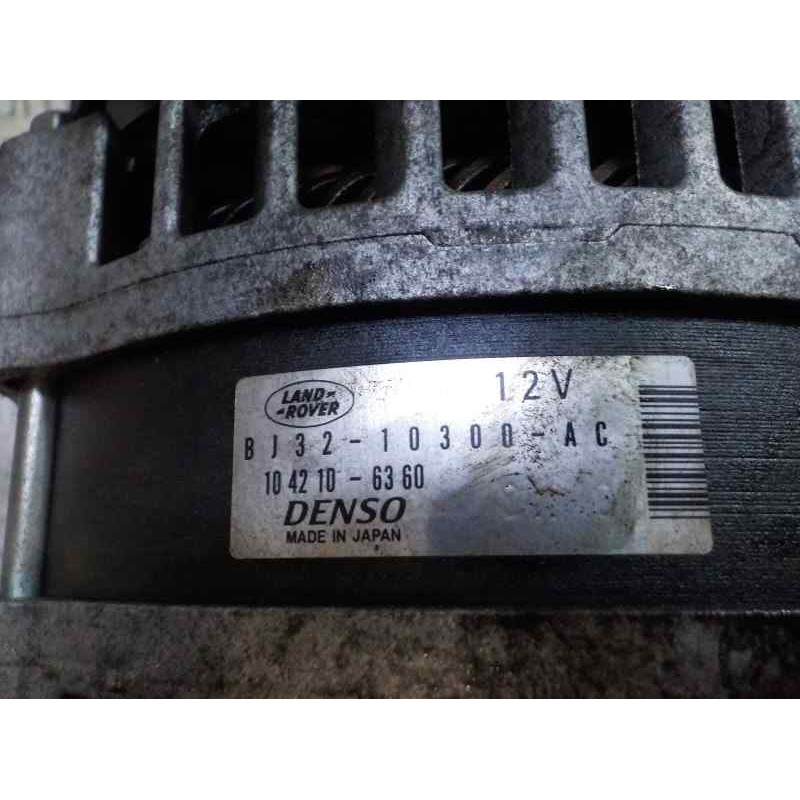 LAND-
-ROVER
12V
BJ32-10300-AC
104210-6360
DENSO
MADE IN JAPAN